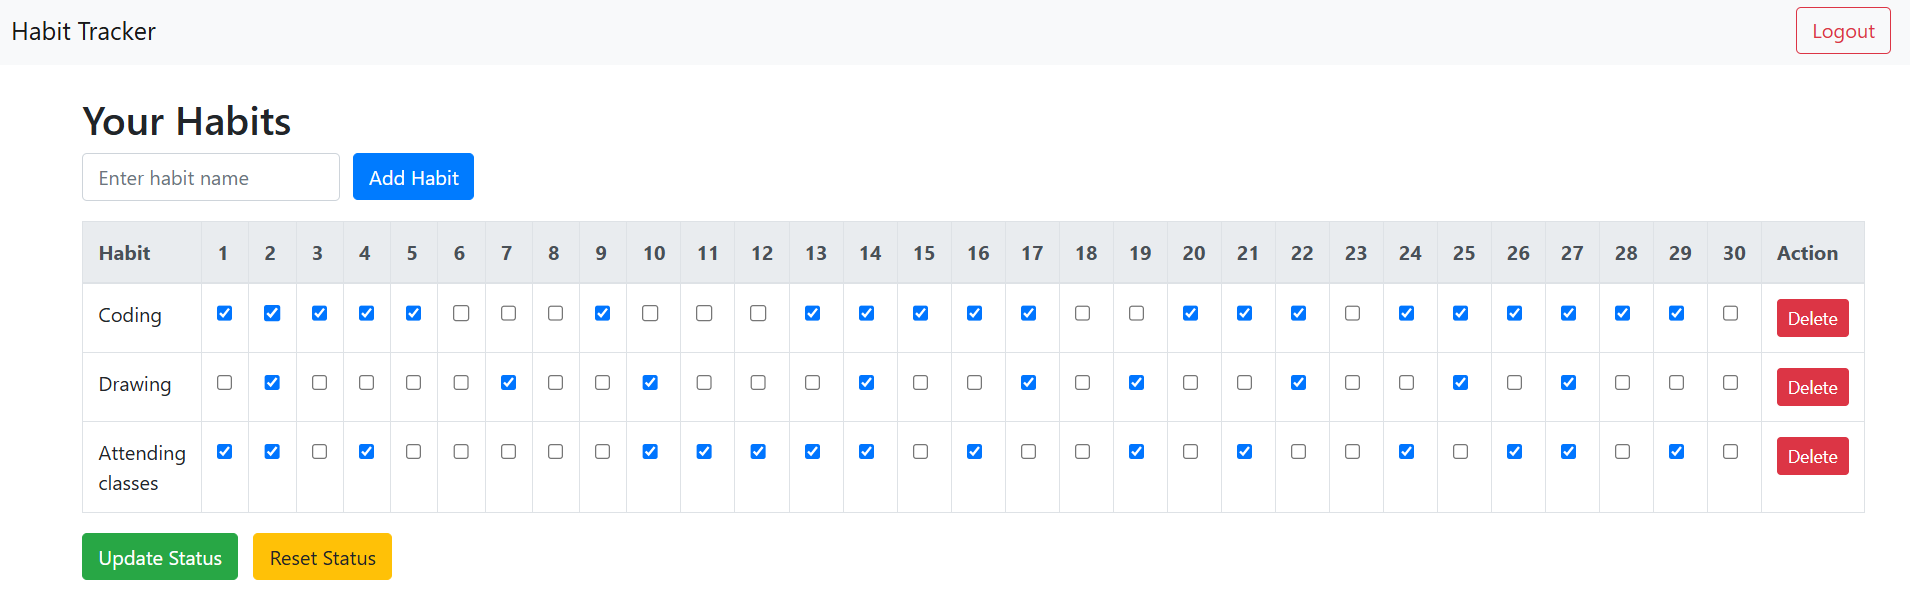 Habit Tracker Logout
Your Habits
Enter habit name Add Habit
Habit 1 2 3 4 5 6 7 8 9 10 11 12 13 14 15 16 17 18 19 20 21 22 23 24 25 26 27 28 29 30 Action
Coding Delete
Drawing Delete
Attending Delete
classes
Update Status Reset Status